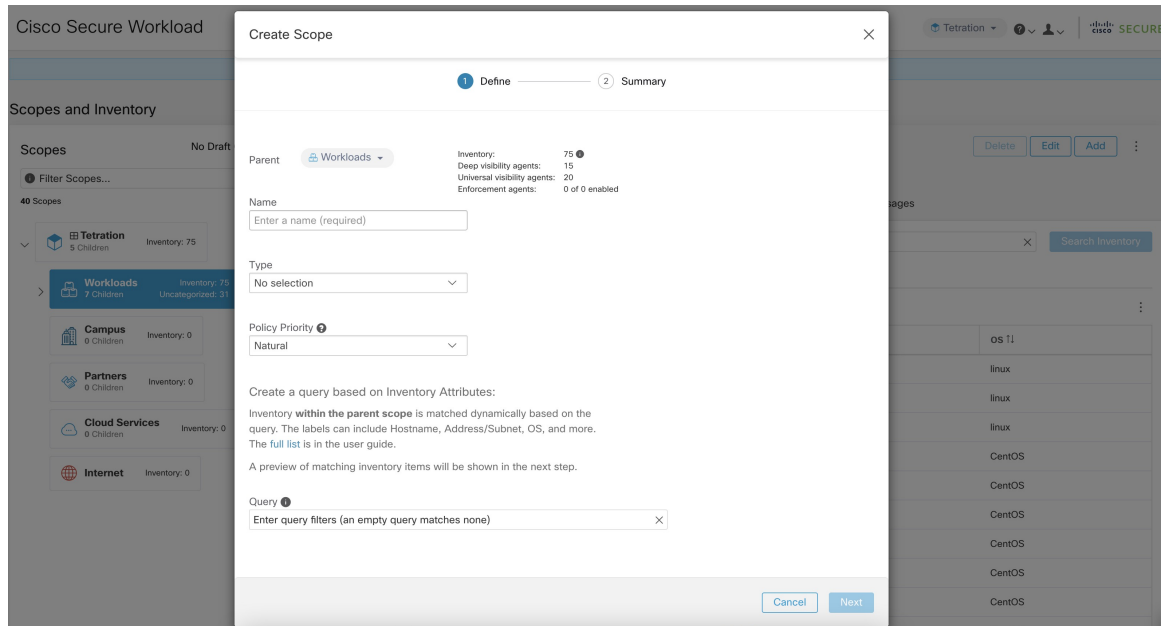 Cisco Secure Workload
Tetration
cisco SECURE
Create Scope
1 Define
2 Summary
Scopes and Inventory
Scopes
No Draft
Delete
Edit
Add
Filter Scopes...
40 Scopes
Tetration
5 Children
Inventory: 75
Workloads
7 Children
Inventory: 75
Uncategorized: 31
Campus
0 Children
Inventory: 0
Partners
0 Children
Inventory: 0
Cloud Services
0 Children
Inventory: 0
Internet
Inventory: 0
Parent
Workloads
Inventory: 75
Deep visibility agents: 15
Universal visibility agents: 20
Enforcement agents: 0 of 0 enabled
Name
Enter a name (required)
Type
No selection
Policy Priority
Natural
Create a query based on Inventory Attributes:
Inventory within the parent scope is matched dynamically based on the
query. The labels can include Hostname, Address/Subnet, OS, and more.
The full list is in the user guide.
A preview of matching inventory items will be shown in the next step.
Query
Enter query filters (an empty query matches none)
Cancel
Next
Search Inventory
os
linux
linux
linux
CentOS
CentOS
CentOS
CentOS
CentOS
CentOS